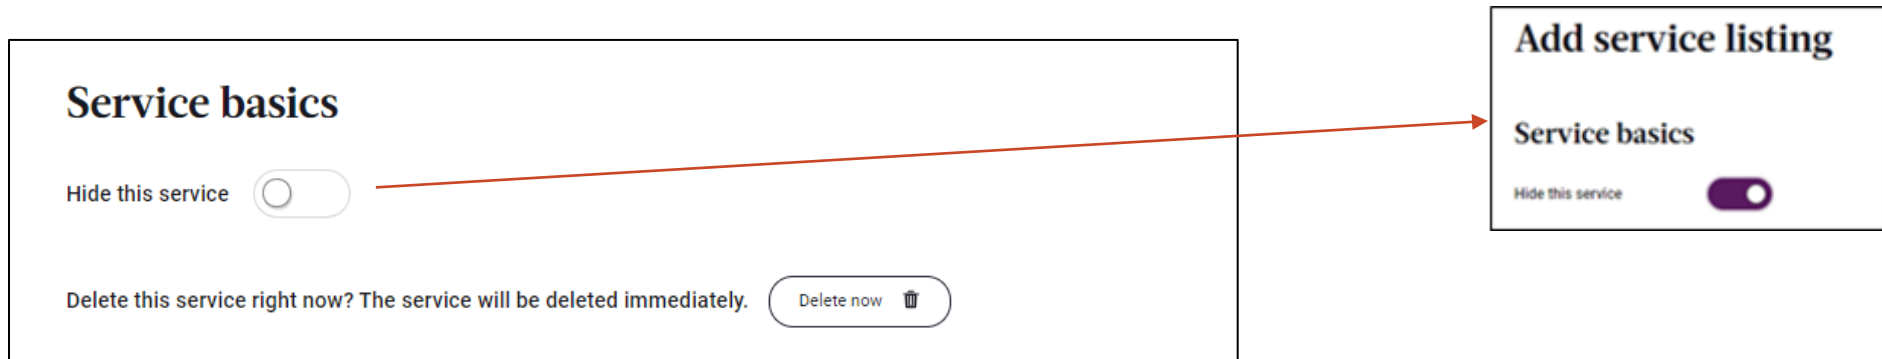 Service basics
Hide this service
Delete this service right now? The service will be deleted immediately.
Delete now
Add service listing
Service basics
Hide this service